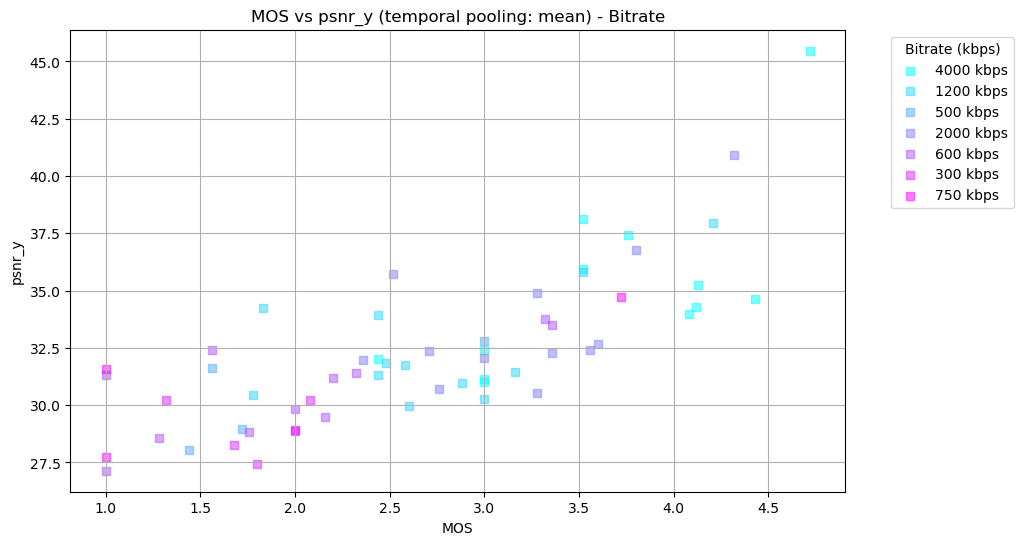 MOS vs psnr_y (temporal pooling: mean) - Bitrate
45.0
42.5
40.0
37.5
35.0
32.5
30.0
27.5
psnr_y
1.0 1.5 2.0 2.5 3.0 3.5 4.0 4.5
MOS
Bitrate (kbps)
4000 kbps
1200 kbps
500 kbps
2000 kbps
600 kbps
300 kbps
750 kbps